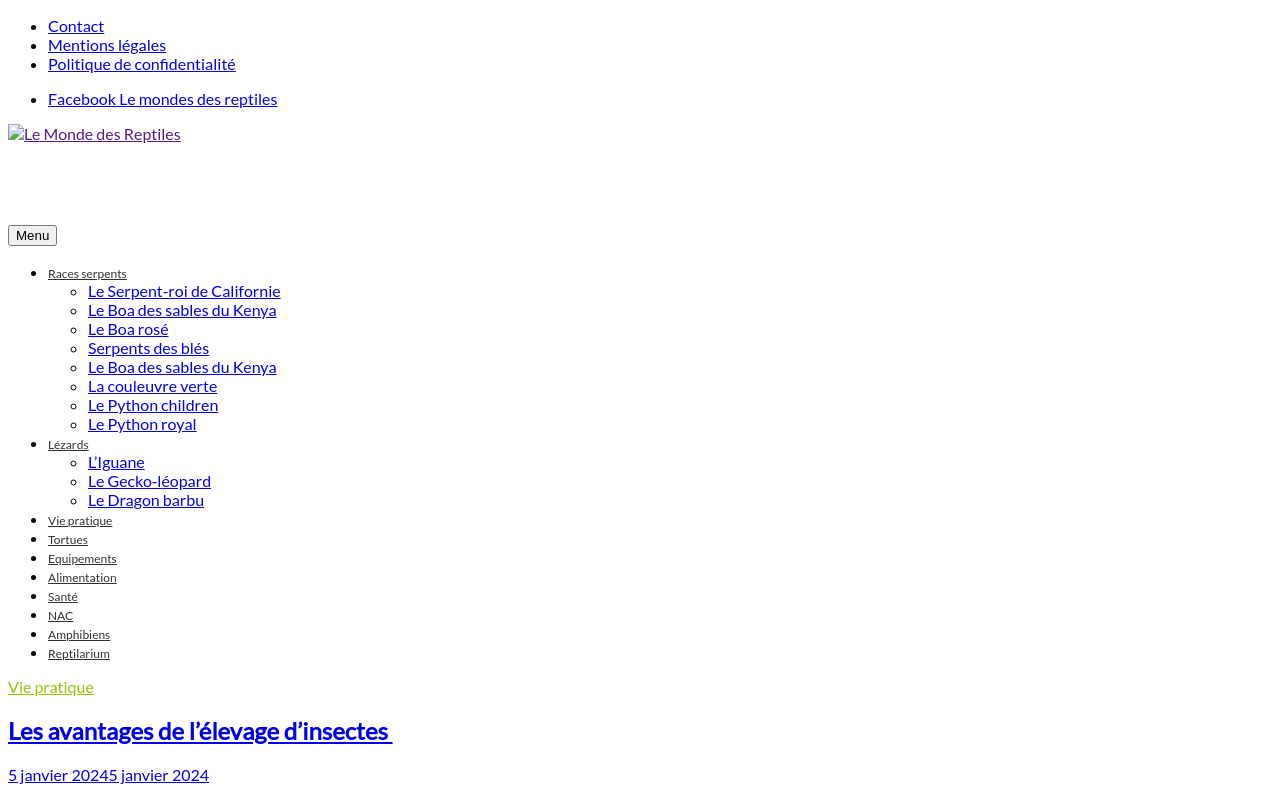 Contact
Mentions légales
Politique de confidentialité
Facebook Le mondes des reptiles
Le Monde des Reptiles
Menu
Races serpents
Le Serpent-roi de Californie
Le Boa des sables du Kenya
Le Boa rosé
Serpents des blés
Le Boa des sables du Kenya
La couleuvre verte
Le Python children
Le Python royal
Lézards
L’Iguane
Le Gecko-léopard
Le Dragon barbu
Vie pratique
Tortues
Equipements
Alimentation
Santé
NAC
Amphibiens
Reptilarium
Vie pratique
Les avantages de l’élevage d’insectes
5 janvier 20245 janvier 2024